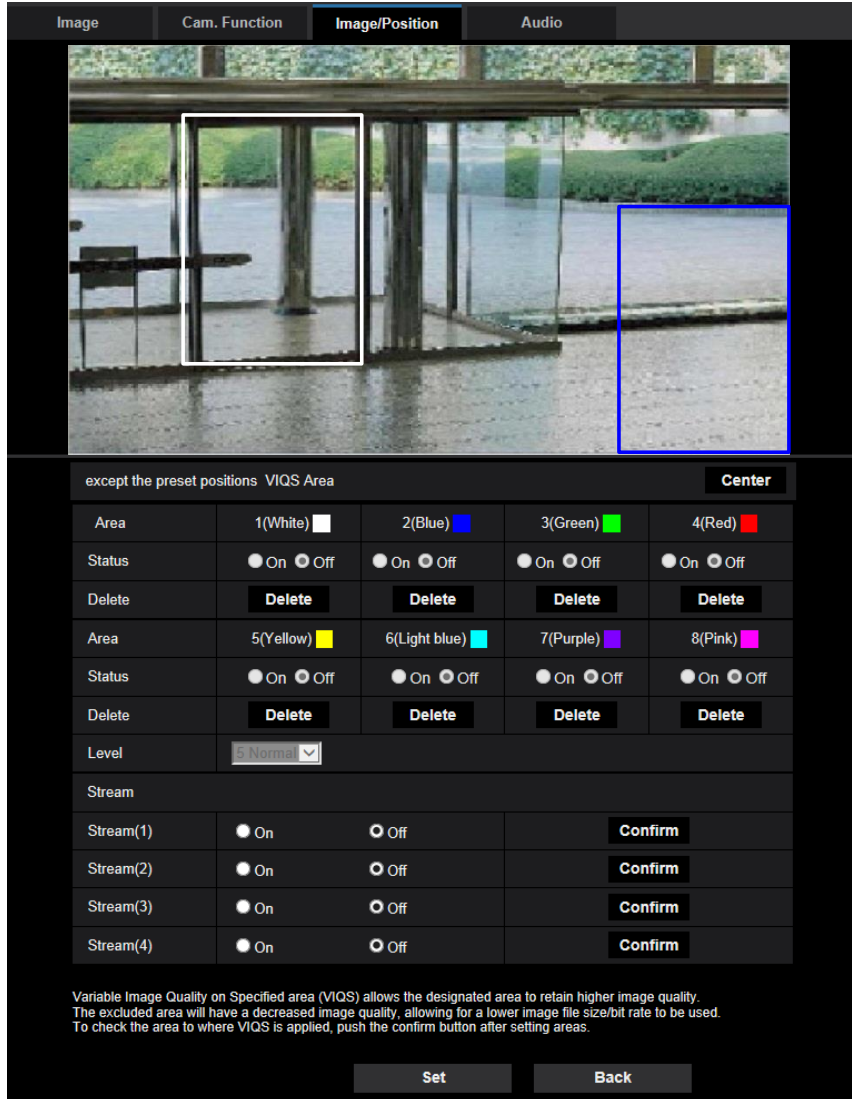 Image Cam. Function Image/Position Audio
except the preset positions VIQS Area Center
Area 1(White) 2(Blue) 3(Green) 4(Red)
Status On Off On Off On Off On Off
Delete Delete Delete Delete Delete
Area 5(Yellow) 6(Light blue) 7(Purple) 8(Pink)
Status On Off On Off On Off On Off
Delete Delete Delete Delete Delete
Level 5 Normal
Stream
Stream(1) On Off Confirm
Stream(2) On Off Confirm
Stream(3) On Off Confirm
Stream(4) On Off Confirm
Variable Image Quality on Specified area (VIQS) allows the designated area to retain higher image quality.
The excluded area will have a decreased image quality, allowing for a lower image file size/bit rate to be used.
To check the area to where VIQS is applied, push the confirm button after setting areas.
Set Back